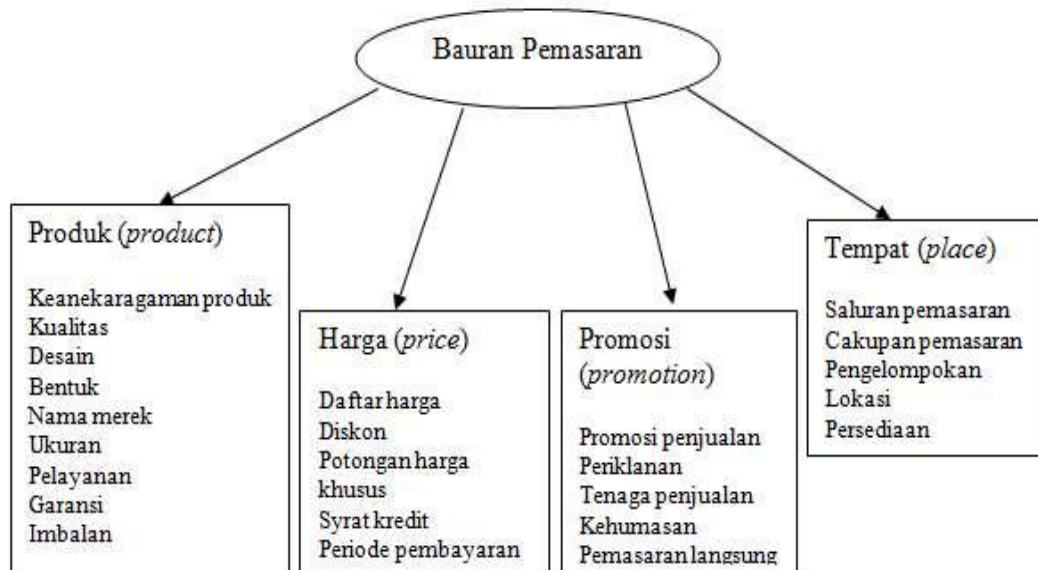 Bauran Pemasaran
Produk (product)
Keanekaragaman produk
Kualitas
Desain
Bentuk
Nama merek
Ukuran
Pelayanan
Garansi
Imbalan
Harga (price)
Daftar harga
Diskon
Potongan harga
khusus
Syrat kredit
Periode pembayaran
Promosi
(promotion)
Promosi penjualan
Periklanan
Tenaga penjualan
Kehumasan
Pemasaran langsung
Tempat (place)
Saluran pemasaran
Cakupan pemasaran
Pengelompokan
Lokasi
Persediaan